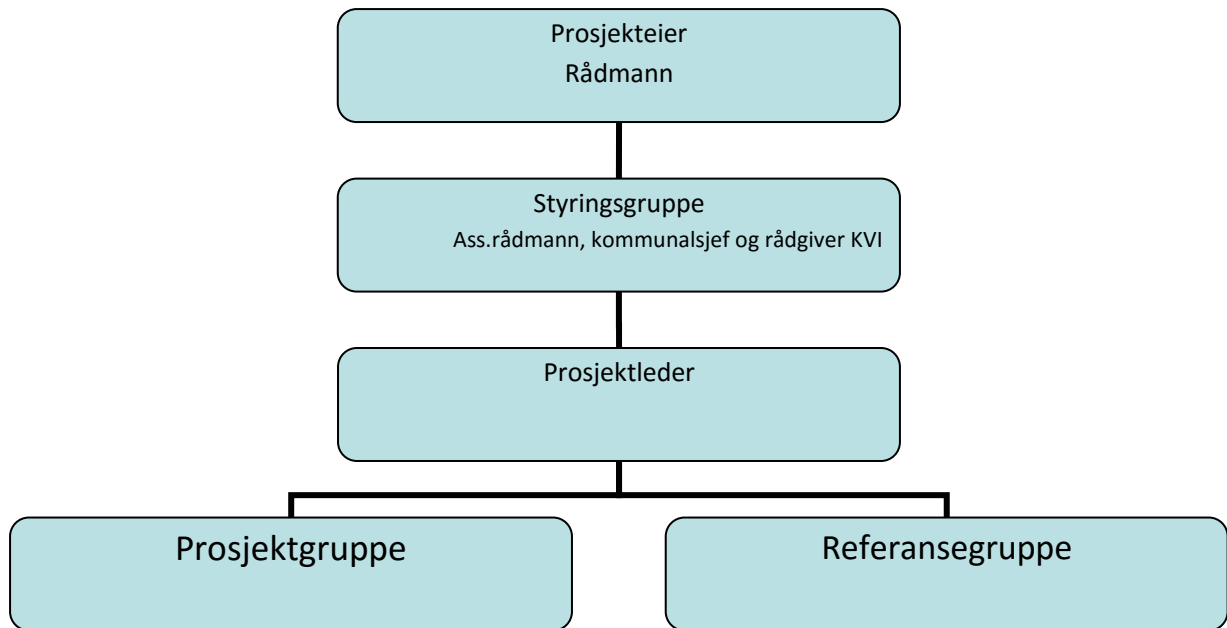 Prosjekteier
Rådmann
Styringsgruppe
Ass.rådmann, kommunalsjef og rådgiver KVI
Prosjektleder
Prosjektgruppe
Referansegruppe